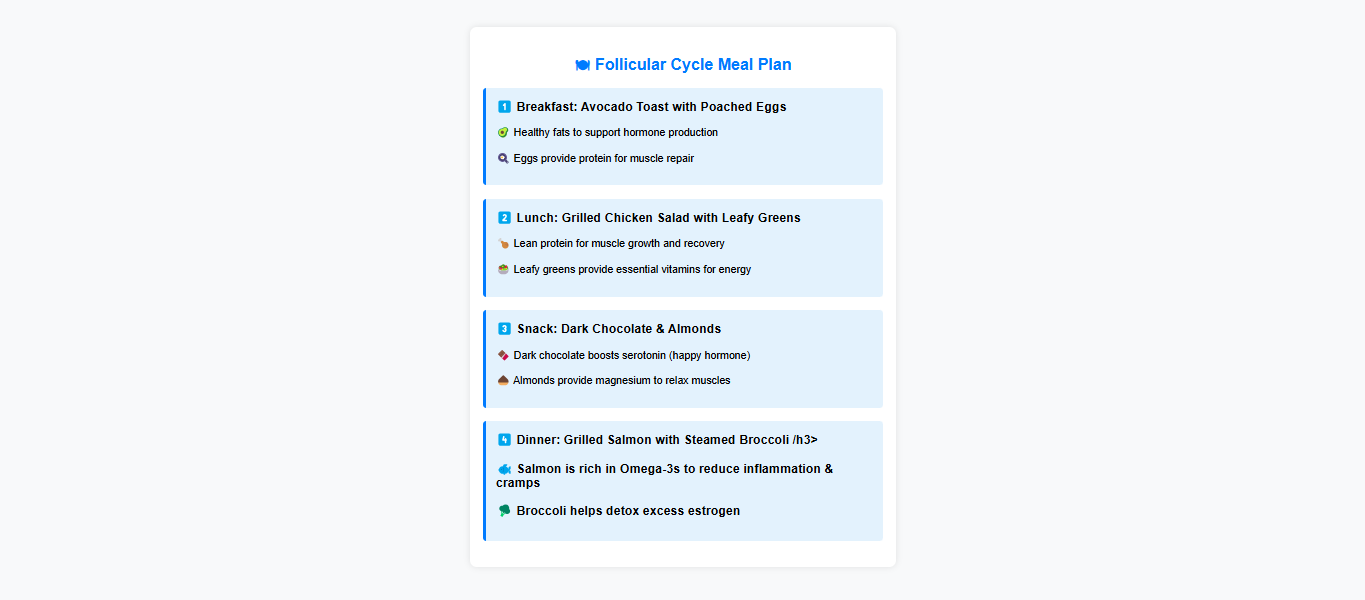 🍽️ Follicular Cycle Meal Plan
1️⃣ Breakfast: Avocado Toast with Poached Eggs
🥑 Healthy fats to support hormone production
🍳 Eggs provide protein for muscle repair
2️⃣ Lunch: Grilled Chicken Salad with Leafy Greens
🍗 Lean protein for muscle growth and recovery
🥗 Leafy greens provide essential vitamins for energy
3️⃣ Snack: Dark Chocolate & Almonds
🍫 Dark chocolate boosts serotonin (happy hormone)
🌰 Almonds provide magnesium to relax muscles
4️⃣ Dinner: Grilled Salmon with Steamed Broccoli /h3>
🐟 Salmon is rich in Omega-3s to reduce inflammation &
cramps
🥦 Broccoli helps detox excess estrogen